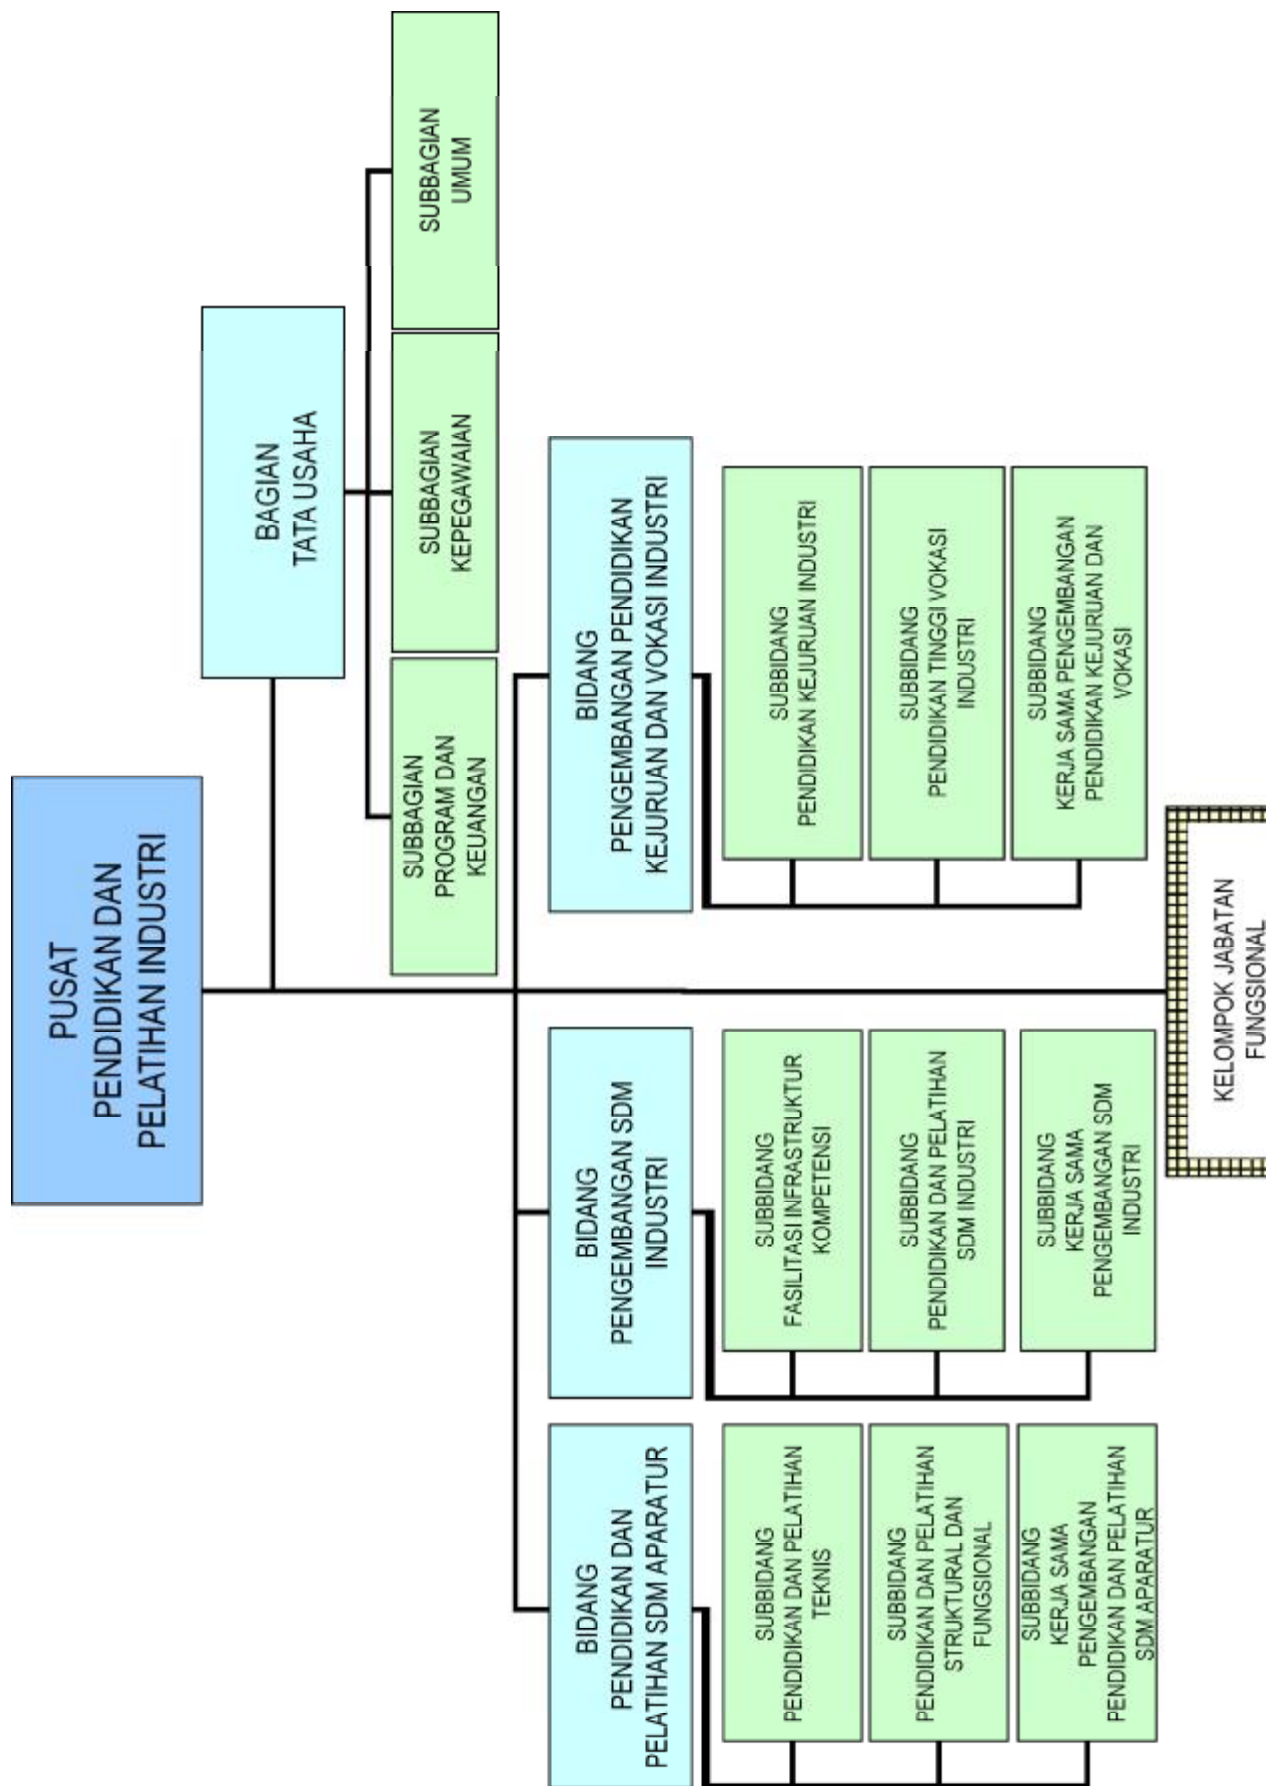 PUSAT
PENDIDIKAN DAN
PELATIHAN INDUSTRI
BAGIAN
TATA USAHA
SUBBAGIAN
PROGRAM DAN
KEUANGAN
SUBBAGIAN
KEPEGAWAIAN
SUBBAGIAN
UMUM
BIDANG
PENDIDIKAN DAN
PELATIHAN SDM APARATUR
BIDANG
PENGEMBANGAN SDM
INDUSTRI
BIDANG
PENGEMBANGAN PENDIDIKAN
KEJURUAN DAN VOKASI INDUSTRI
SUBBIDANG
PENDIDIKAN DAN PELATIHAN
TEKNIS
SUBBIDANG
PENDIDIKAN DAN PELATIHAN
STRUKTURAL DAN
FUNGSIONAL
SUBBIDANG
KERJA SAMA
PENGEMBANGAN
PENDIDIKAN DAN PELATIHAN
SDM APARATUR
SUBBIDANG
FASILITASI INFRASTRUKTUR
KOMPETENSI
SUBBIDANG
PENDIDIKAN DAN PELATIHAN
SDM INDUSTRI
SUBBIDANG
KERJA SAMA
PENGEMBANGAN SDM
INDUSTRI
SUBBIDANG
PENDIDIKAN KEJURUAN INDUSTRI
SUBBIDANG
PENDIDIKAN TINGGI VOKASI
INDUSTRI
SUBBIDANG
KERJA SAMA PENGEMBANGAN
PENDIDIKAN KEJURUAN DAN
VOKASI
KELOMPOK JABATAN
FUNGSIONAL